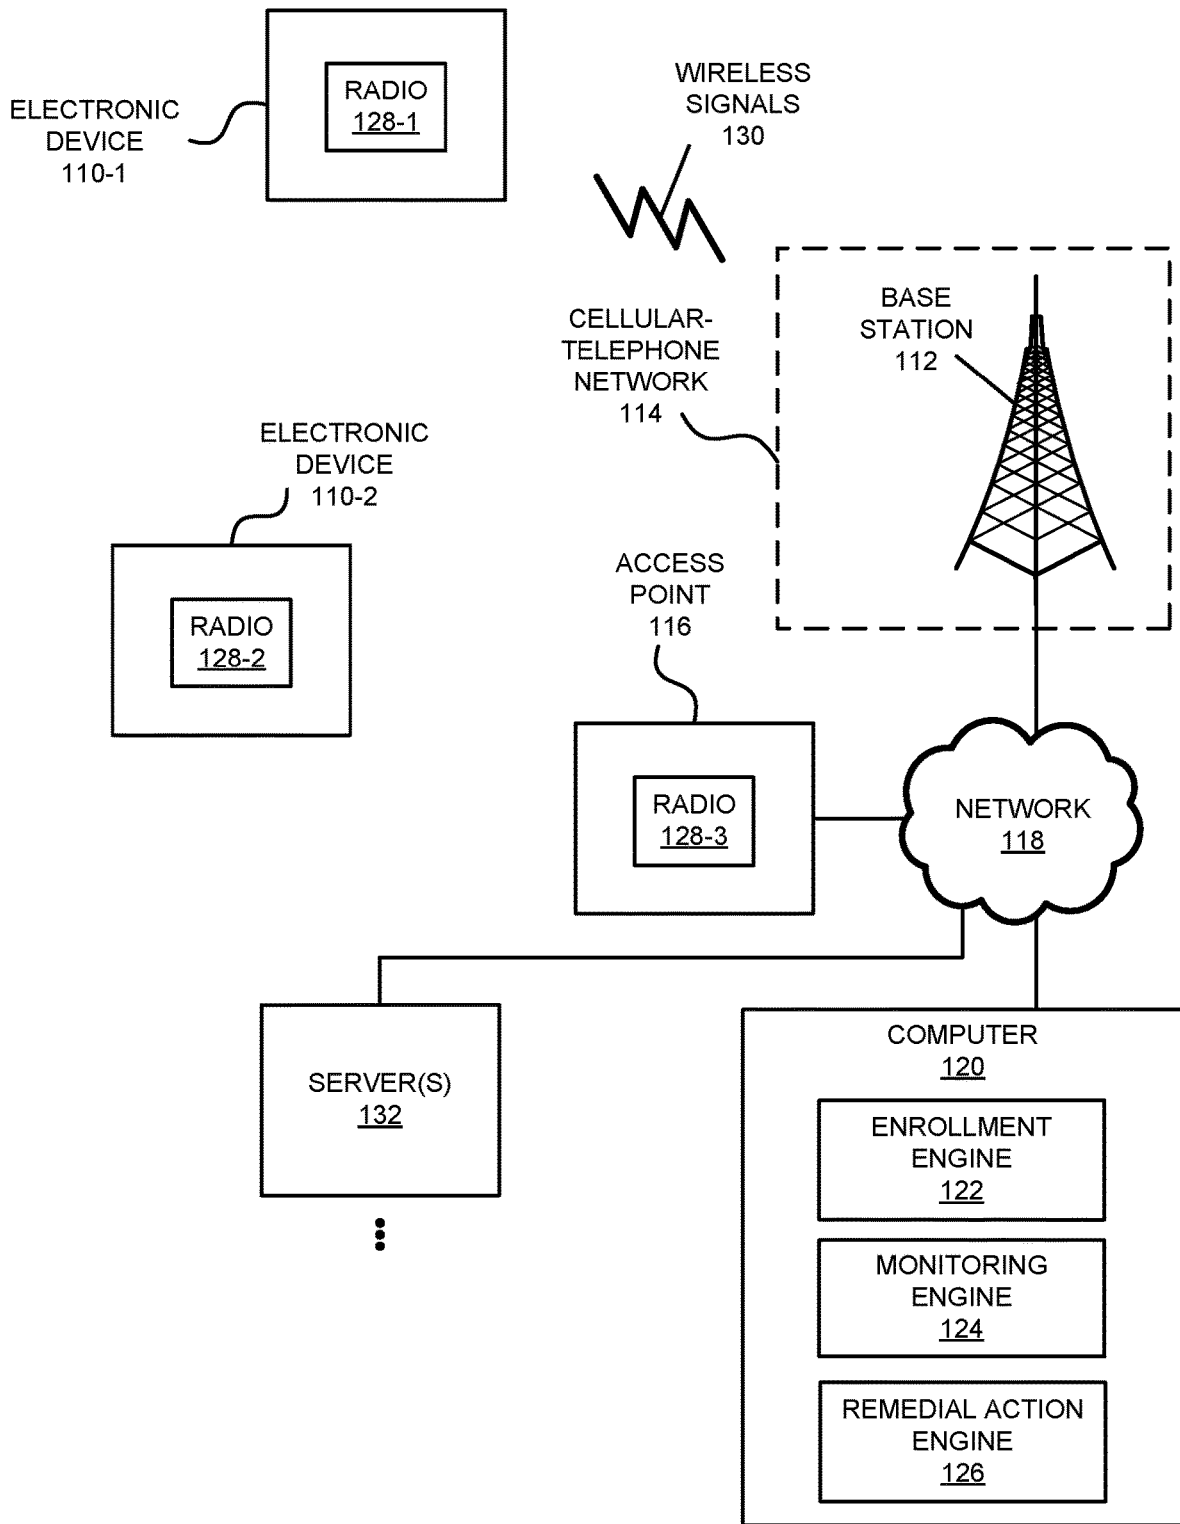 RADIO
128-1
ELECTRONIC
DEVICE
110-1
WIRELESS
SIGNALS
130
BASE
STATION
112
CELLULAR-
TELEPHONE
NETWORK
114
ELECTRONIC
DEVICE
110-2
RADIO
128-2
ACCESS
POINT
116
RADIO
128-3
NETWORK
118
SERVER(S)
132
COMPUTER
120
ENROLLMENT
ENGINE
122
MONITORING
ENGINE
124
REMEDIAL ACTION
ENGINE
126